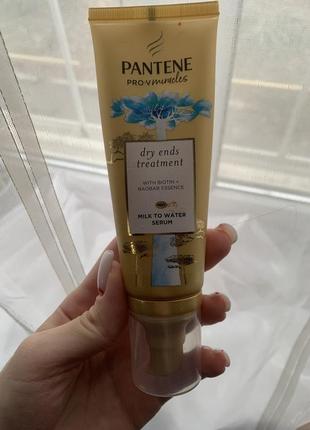 PANTENE
PRO-V miracles
dry ends
treatment
WITH BIOTIN +
BAOBAB ESSENCE
MILK TO WATER
SERUM